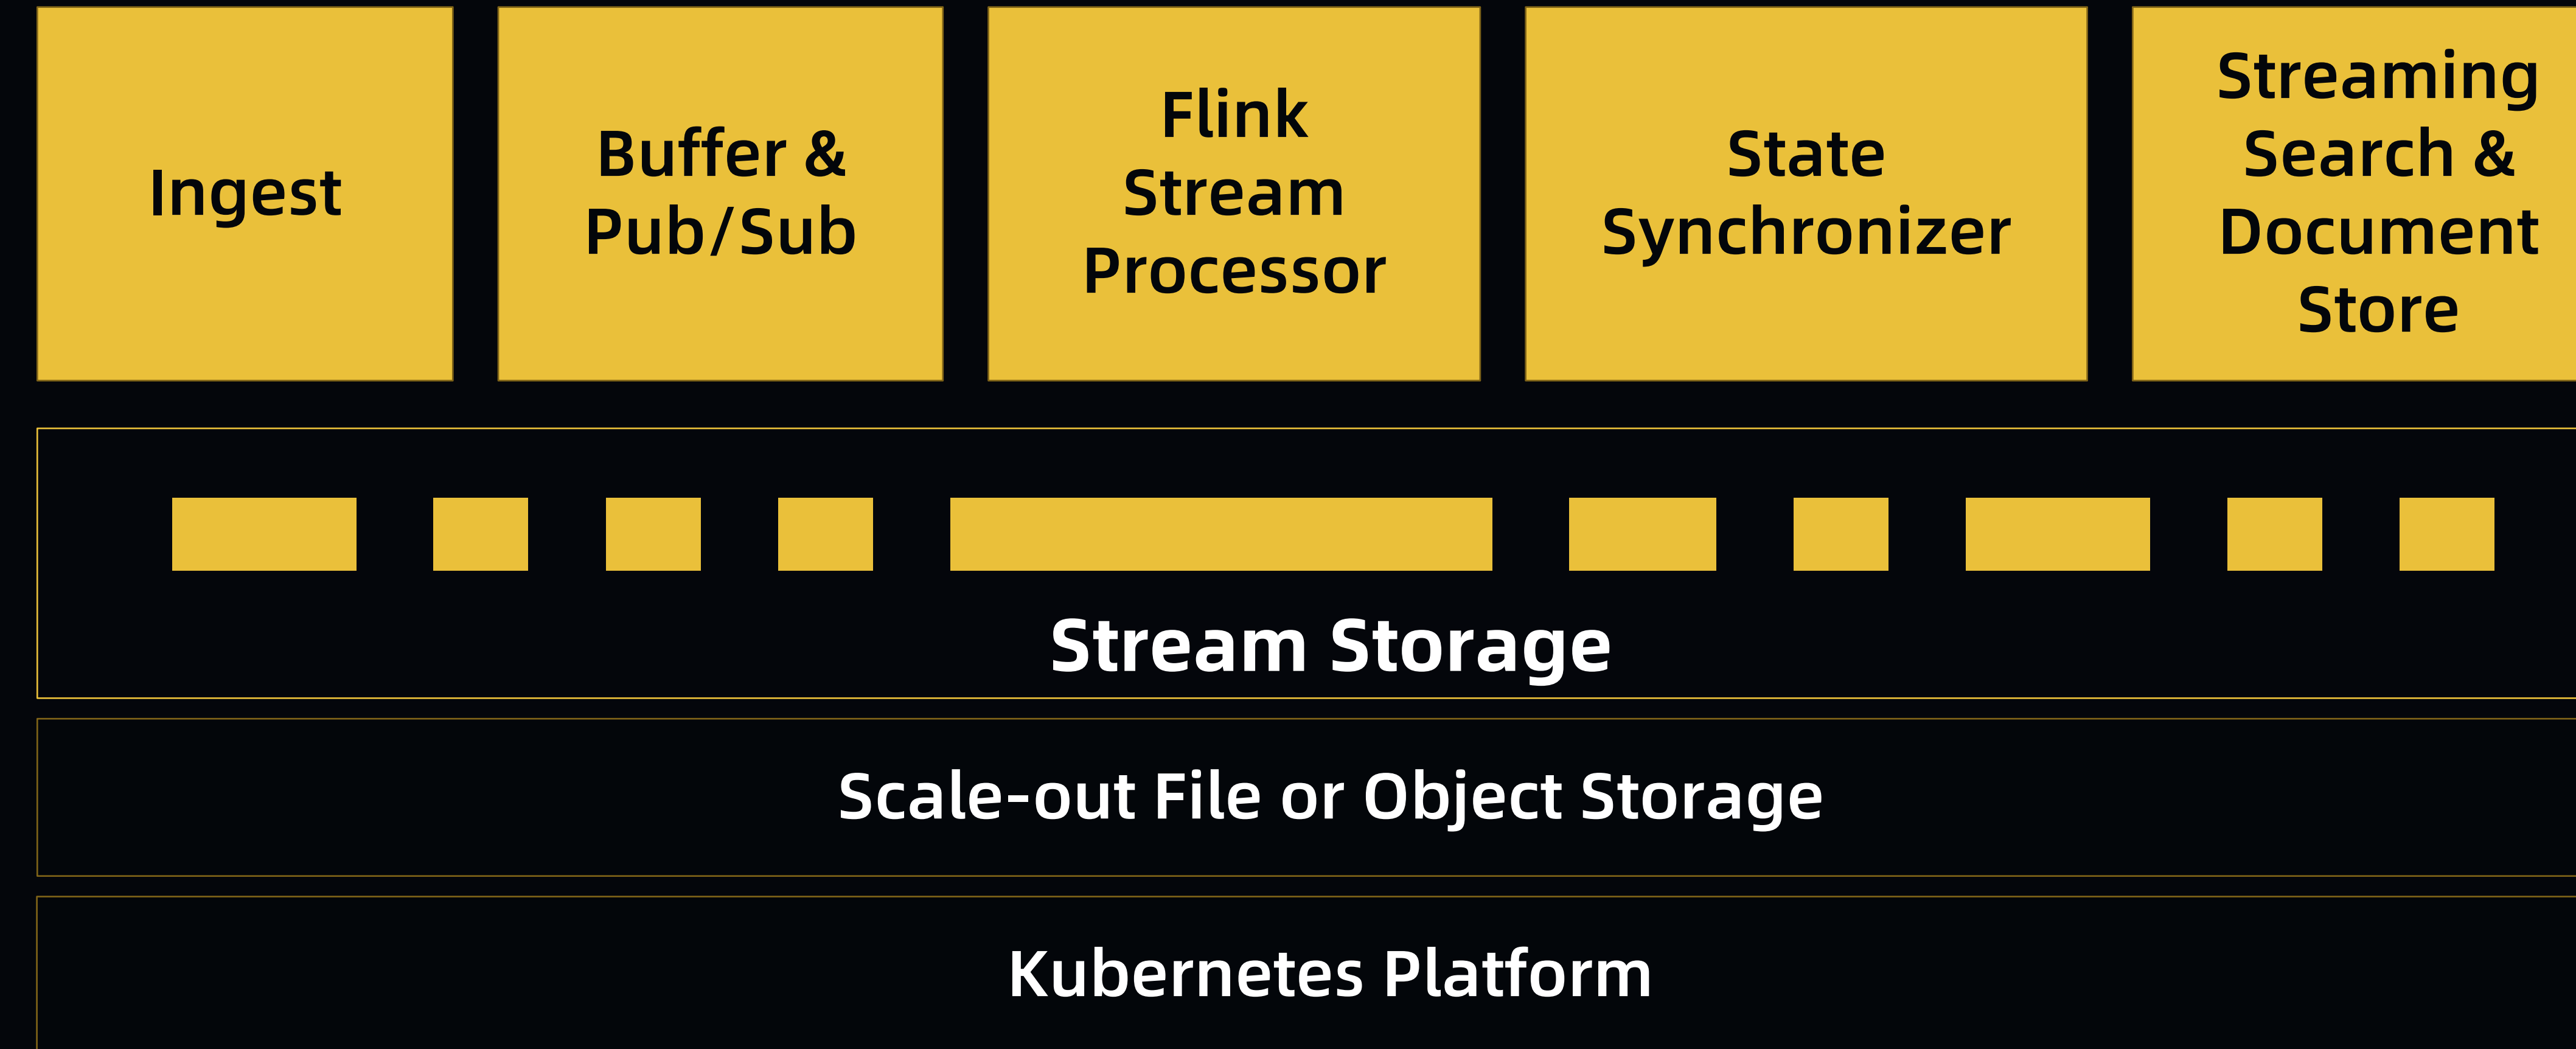 Ingest
Buffer &
Pub/Sub
Flink
Stream
Processor
State
Synchronizer
Streaming
Search &
Document
Store
Stream Storage
Scale-out File or Object Storage
Kubernetes Platform